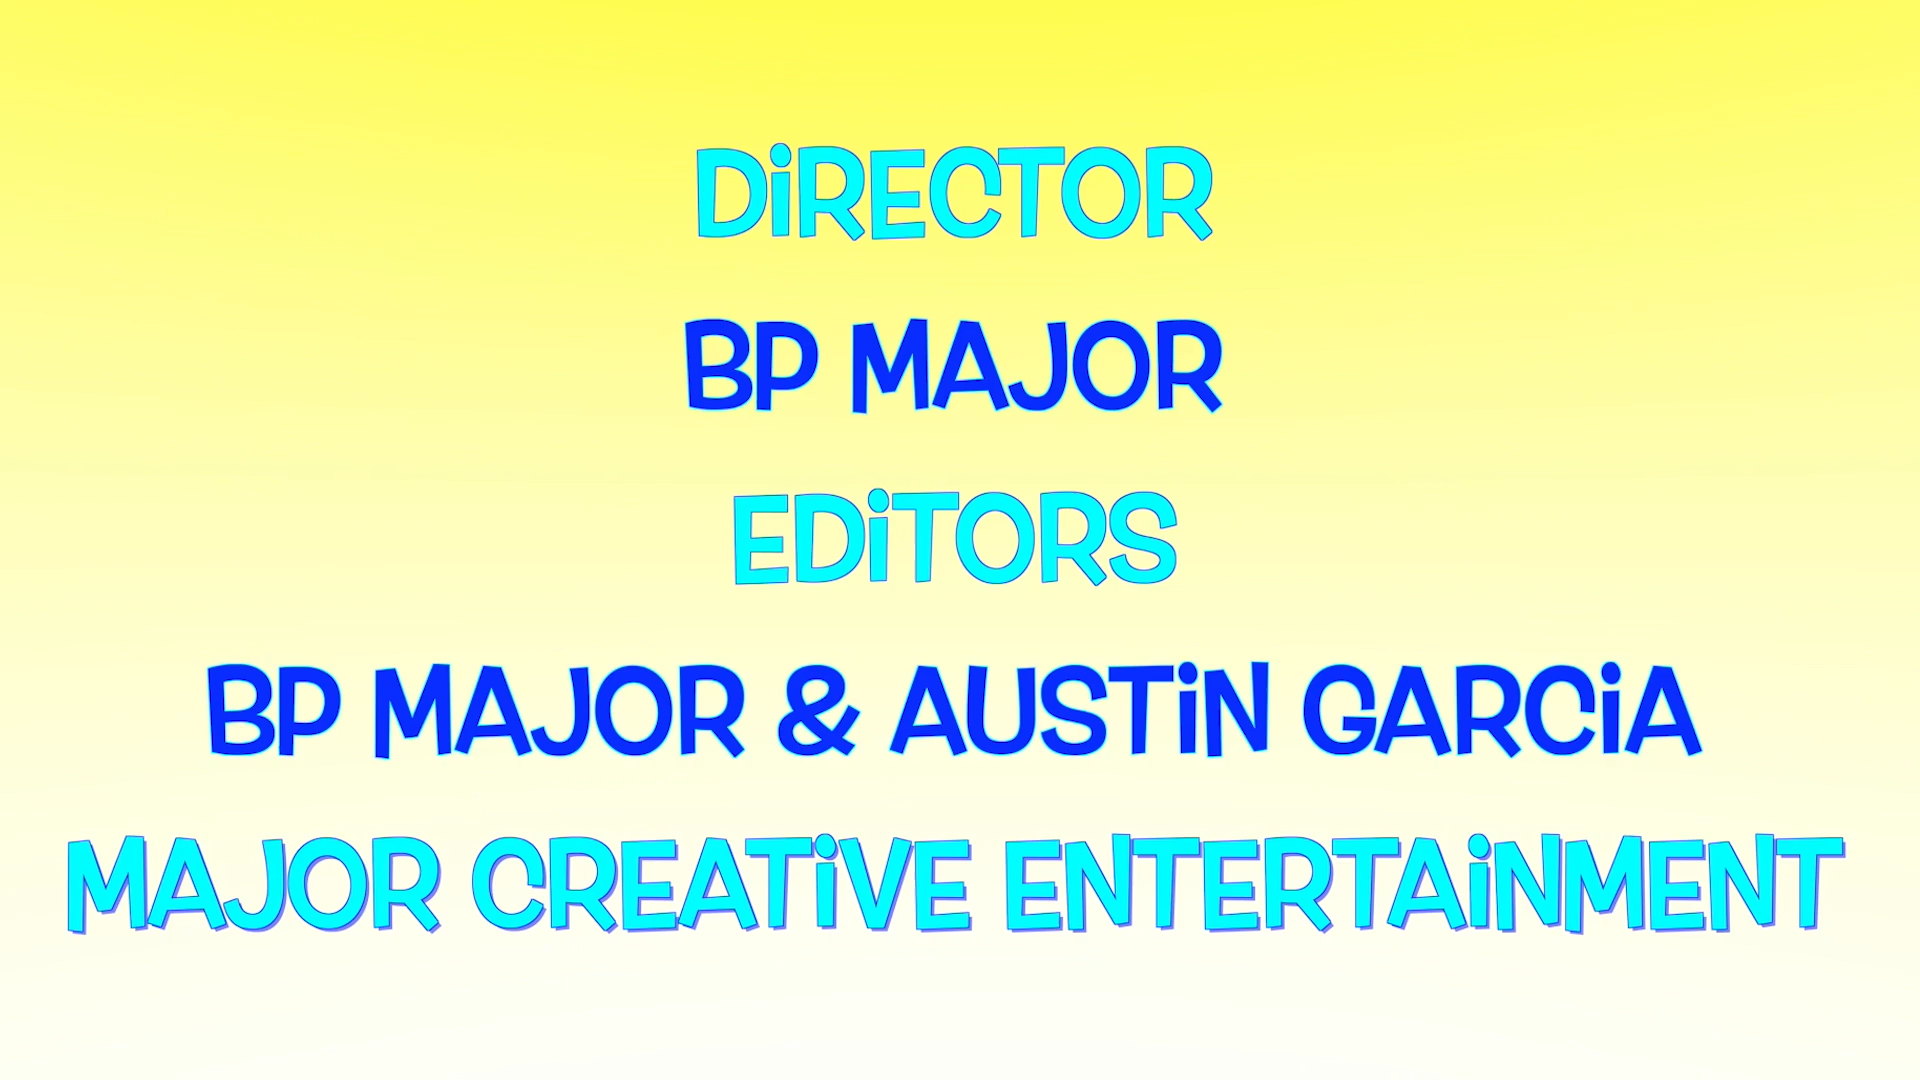 DiRECTOR
BP MAJOR
EDiTORS
BP MAJOR & AUSTiN GARCiA
MAJOR CREATiVE ENTERTAiNMENT